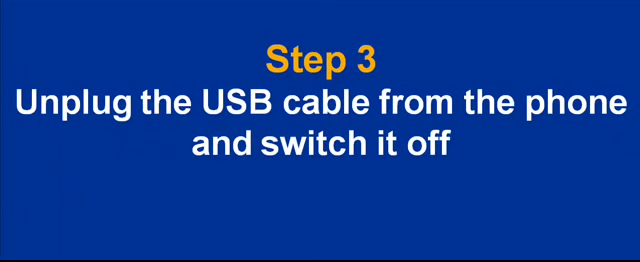 Step 3
Unplug the USB cable from the phone
and switch it off